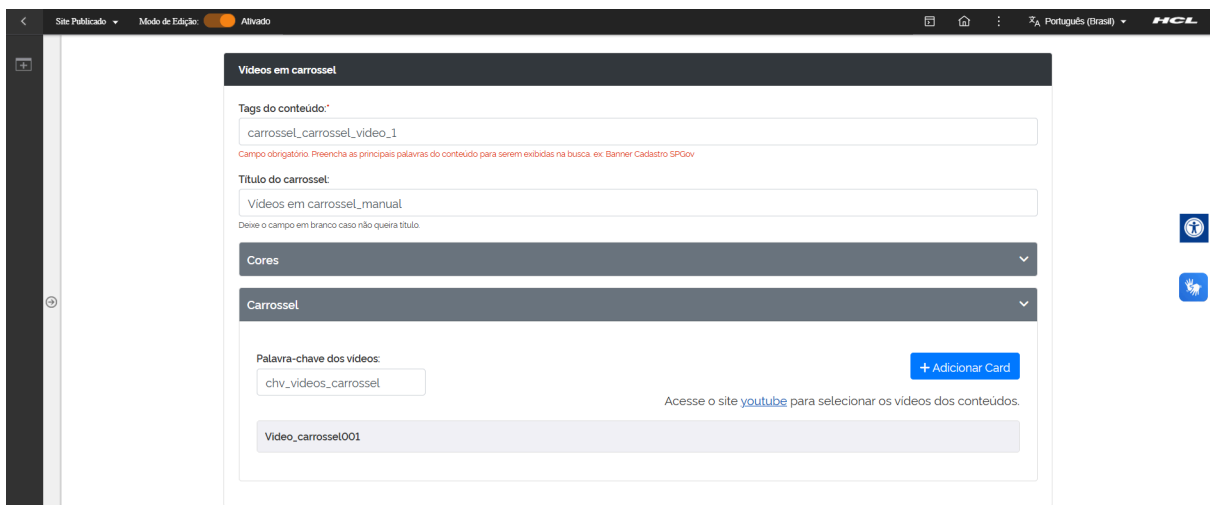 Site Publicado
Modo de Edição:
Ativado
Português (Brasil)
HCL
Vídeos em carrossel
Tags do conteúdo:*
carrossel_carrossel_video_1
Campo obrigatório. Preencha as principais palavras do conteúdo para serem exibidas na busca. ex: Banner Cadastro SPGov
Título do carrossel:
Vídeos em carrossel_manual
Deixe o campo em branco caso não queira título.
Cores
Carrossel
Palavra-chave dos vídeos:
+ Adicionar Card
chv_videos_carrossel
Acesse o site youtube para selecionar os vídeos dos conteúdos.
Video_carrossel001